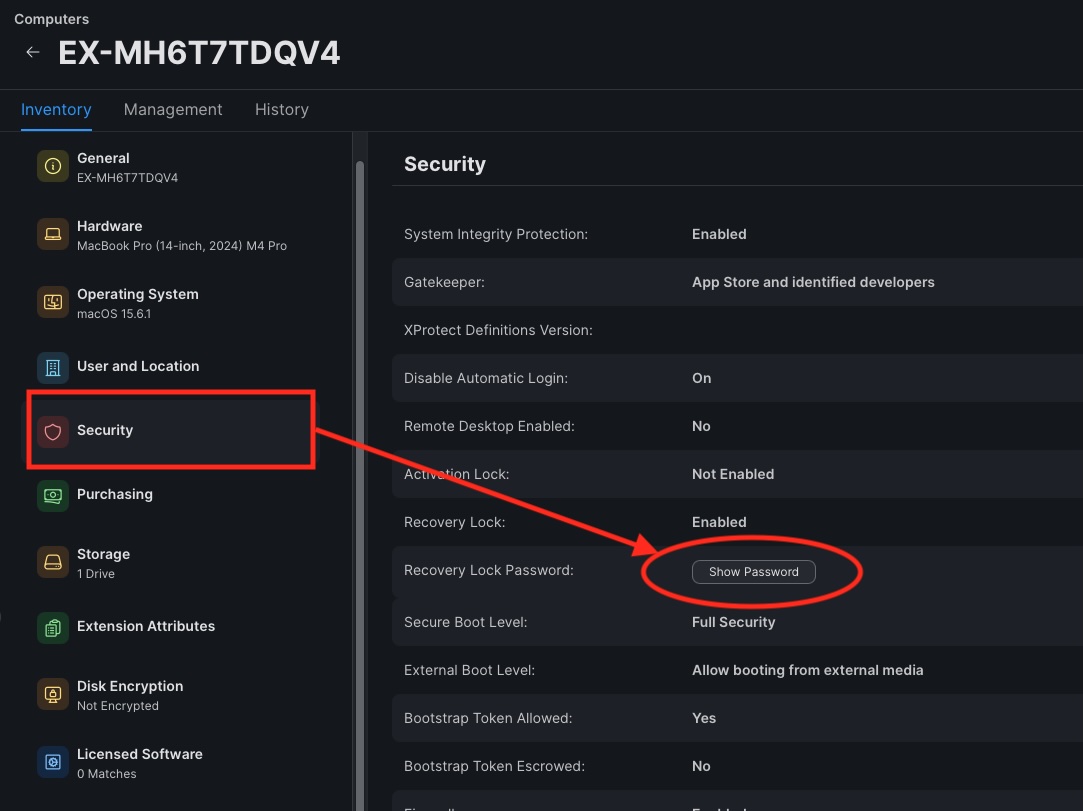 Computers
EX-MH6T7TDQV4
Inventory Management History
General
EX-MH6T7TDQV4
Hardware
MacBook Pro (14-inch, 2024) M4 Pro
Operating System
macOS 15.6.1
User and Location
Security
Purchasing
Storage
1 Drive
Extension Attributes
Disk Encryption
Not Encrypted
Licensed Software
0 Matches
Security
System Integrity Protection: Enabled
Gatekeeper: App Store and identified developers
XProtect Definitions Version:
Disable Automatic Login: On
Remote Desktop Enabled: No
Activation Lock: Not Enabled
Recovery Lock: Enabled
Recovery Lock Password: Show Password
Secure Boot Level: Full Security
External Boot Level: Allow booting from external media
Bootstrap Token Allowed: Yes
Bootstrap Token Escrowed: No